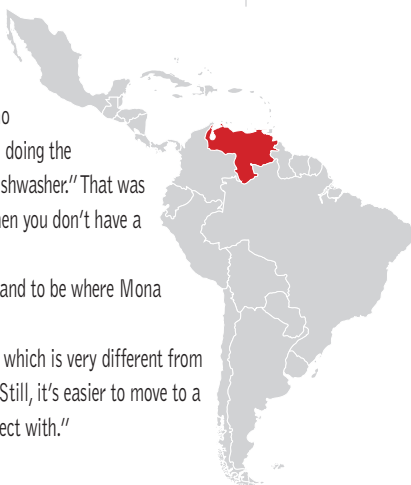 o
doing the
shwasher." That was
en you don't have a
and to be where Mona
which is very different from
Still, it's easier to move to a
ect with."